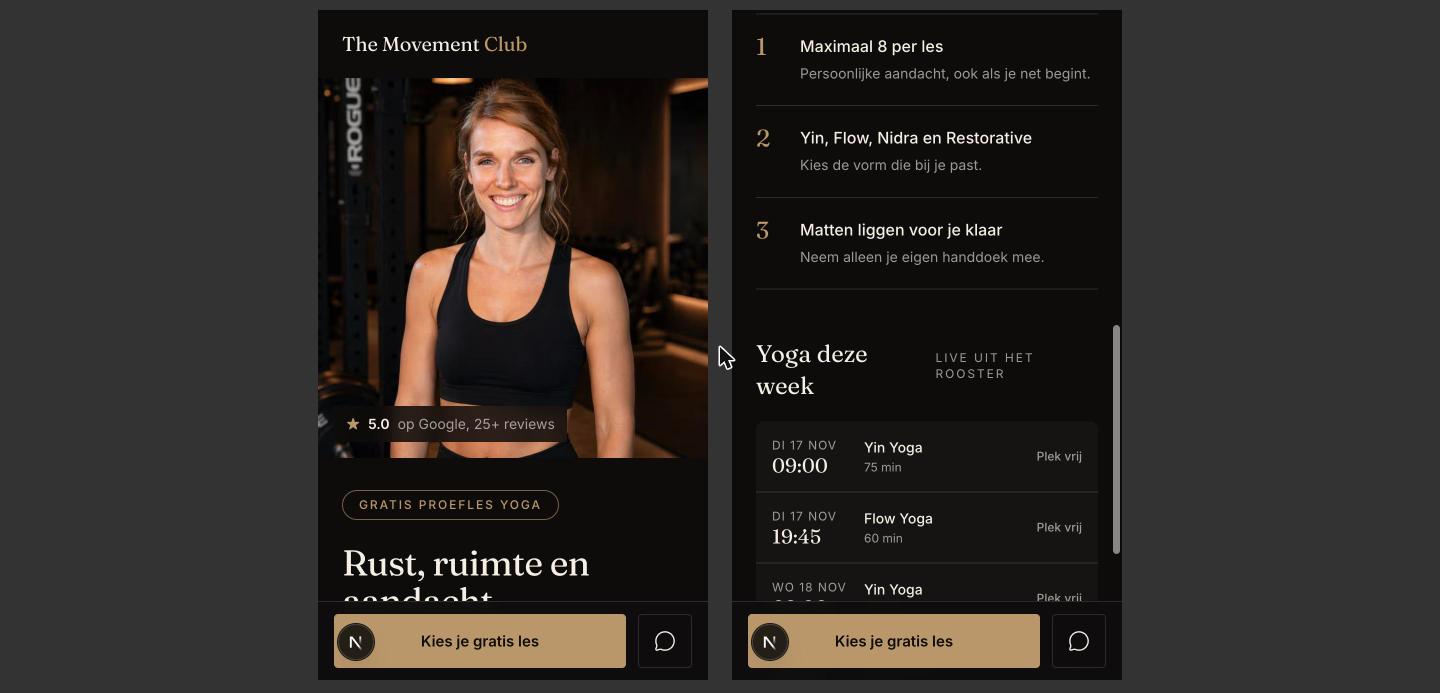 The Movement Club
ROGUE
5.0 op Google, 25+ reviews
GRATIS PROEFLES YOGA
Rust, ruimte en
aandacht
N Kies je gratis les
1 Maximaal 8 per les
Persoonlijke aandacht, ook als je net begint.
2 Yin, Flow, Nidra en Restorative
Kies de vorm die bij je past.
3 Matten liggen voor je klaar
Neem alleen je eigen handdoek mee.
Yoga deze
week
LIVE UIT HET
ROOSTER
DI 17 NOV Yin Yoga
09:00 75 min Plek vrij
DI 17 NOV Flow Yoga
19:45 60 min Plek vrij
WO 18 NOV Yin Yoga
Plek vrij
N Kies je gratis les